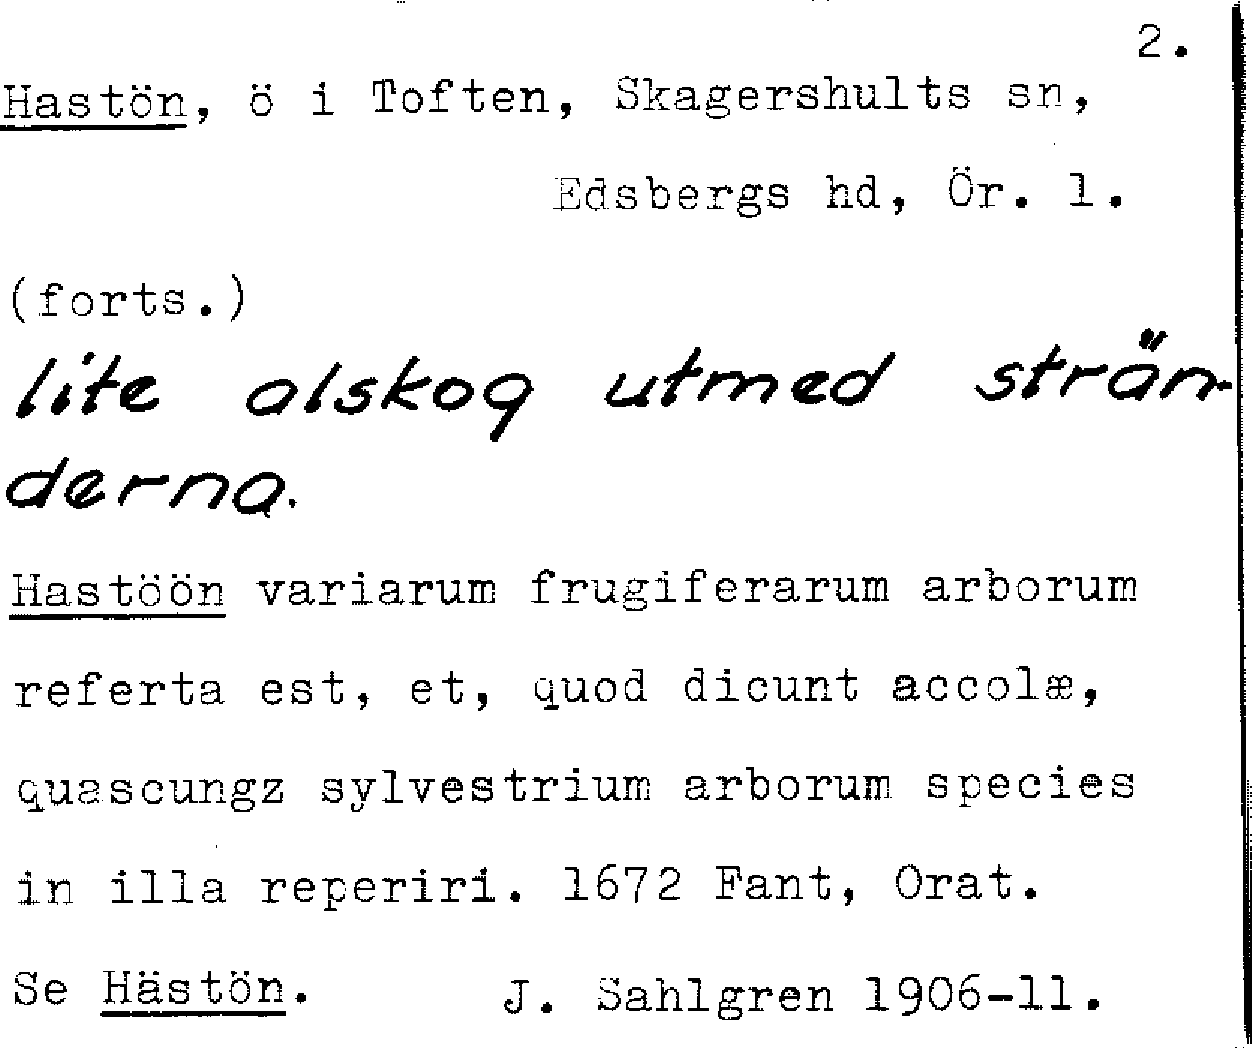 2.
Hastön, ö i Toften, Skagershults sn,
Edsbergs hd, Ör. l.
(forts.)
lite alskog utmed strän-
derna.
Hastöön variarum frugiferarum arborum
referta est, et, quod dicunt accolæ,
quascungz sylvestrium arborum species
in illa reperiri. 1672 Fant, Orat.
Se Hästön. J. Sahlgren 1906-11.